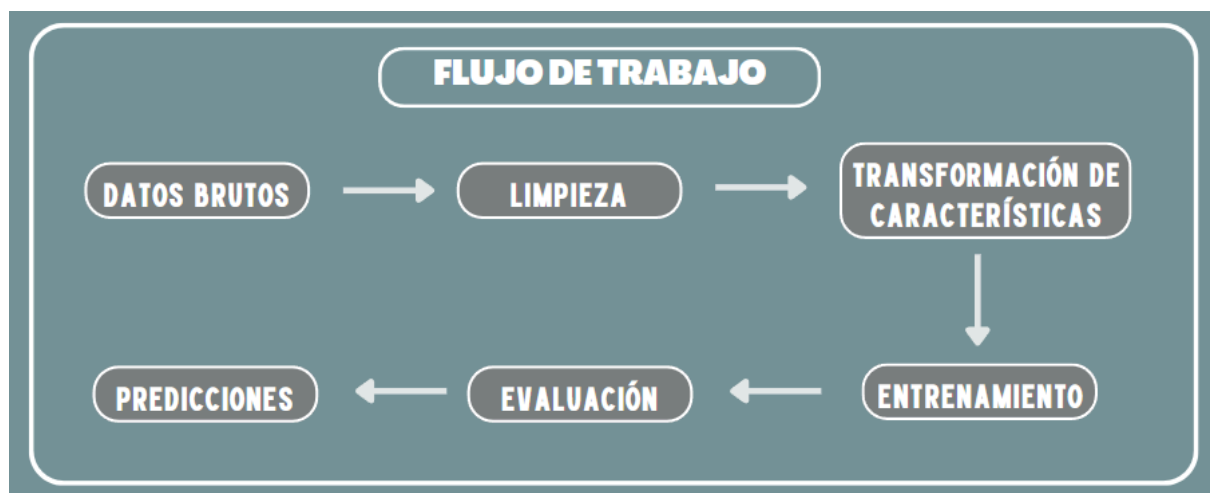 FLUJO DE TRABAJO
DATOS BRUTOS
LIMPIEZA
TRANSFORMACIÓN DE
CARACTERÍSTICAS
ENTRENAMIENTO
EVALUACIÓN
PREDICCIONES